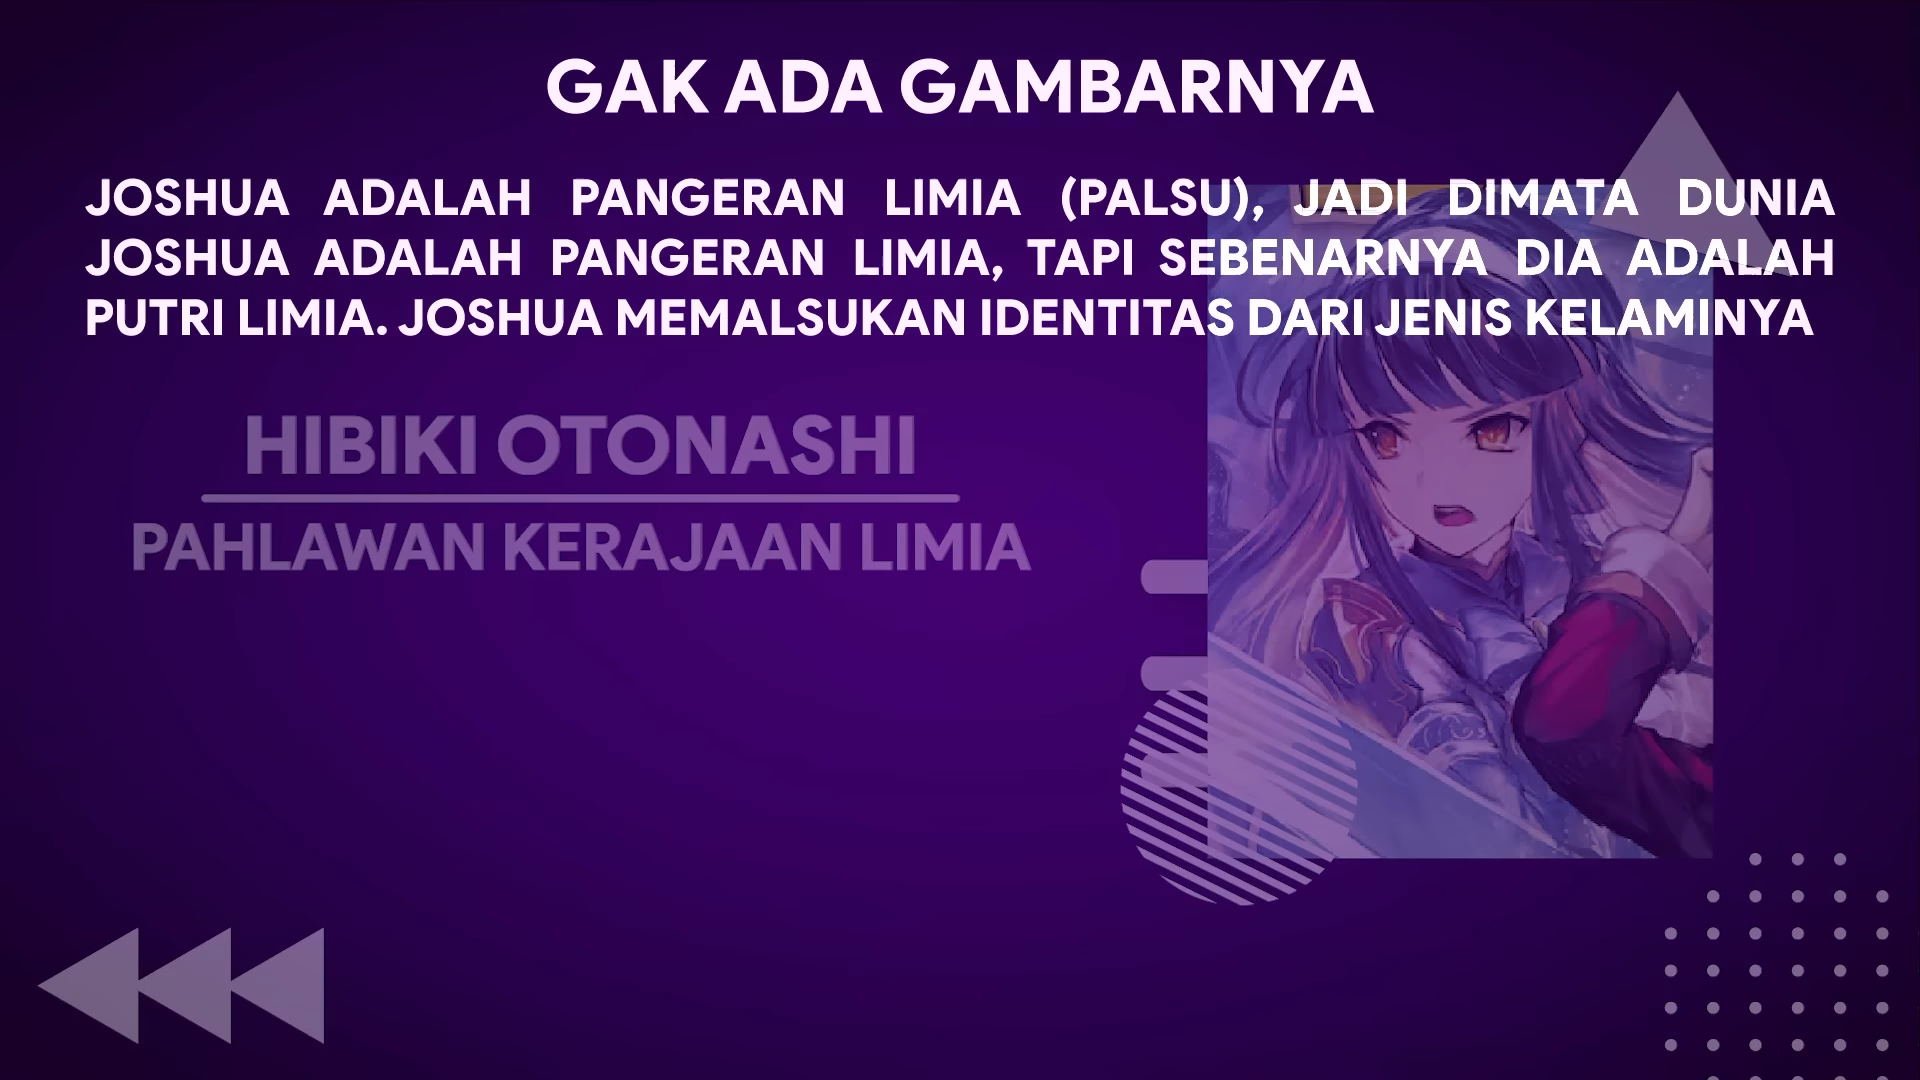 GAK ADA GAMBARNYA
JOSHUA ADALAH PANGERAN LIMIA (PALSU), JADI DIMATA DUNIA
JOSHUA ADALAH PANGERAN LIMIA, TAPI SEBENARNYA DIA ADALAH
PUTRI LIMIA. JOSHUA MEMALSUKAN IDENTITAS DARI JENIS KELAMINYA
HIBIKI OTONASHI
PAHLAWAN KERAJAAN LIMIA